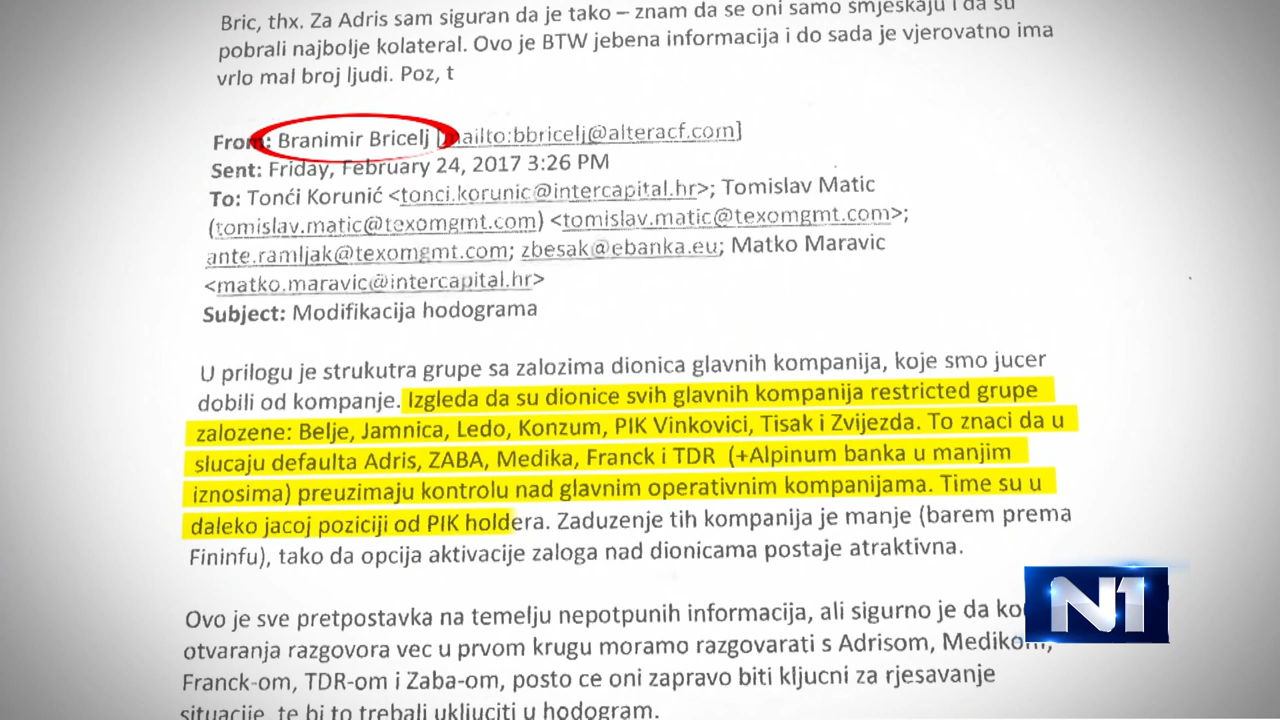 Bric, thx. Za Adris sam siguran da je tako – znam da se oni samo smješkaju i da su
pobrali najbolje kolateral. Ovo je BTW jebena informacija i do sada je vjerovatno ima
vrlo mal broj ljudi. Poz, t
From: Branimir Bricelj [mailto:bbricelj@alteracf.com]
Sent: Friday, February 24, 2017 3:26 PM
To: Tonći Korunić <tonci.korunic@intercapital.hr>; Tomislav Matic
(tomislav.matic@texomgmt.com) <tomislav.matic@texomgmt.com>;
ante.ramljak@texomgmt.com; zbesak@ebanka.eu; Matko Maravic
<matko.maravic@intercapital.hr>
Subject: Modifikacija hodograma
U prilogu je strukutra grupe sa zalozima dionica glavnih kompanija, koje smo jucer
dobili od kompanje. Izgleda da su dionice svih glavnih kompanija restricted grupe
zalozene: Belje, Jamnica, Ledo, Konzum, PIK Vinkovici, Tisak i Zvijezda. To znaci da u
slucaju defaulta Adris, ZABA, Medika, Franck i TDR (+Alpinum banka u manjim
iznosima) preuzimaju kontrolu nad glavnim operativnim kompanijama. Time su u
daleko jacoj poziciji od PIK holdera. Zaduzenje tih kompanija je manje (barem prema
Fininfu), tako da opcija aktivacije zaloga nad dionicama postaje atraktivna.
Ovo je sve pretpostavka na temelju nepotpunih informacija, ali sigurno je da
otvaranja razgovora vec u prvom krugu moramo razgovarati s Adrisom, Medikom,
Franck-om, TDR-om i Zaba-om, posto ce oni zapravo biti kljucni za rjesavanje
situacije, te bi to trebali ukljuciti u hodogram.
N1